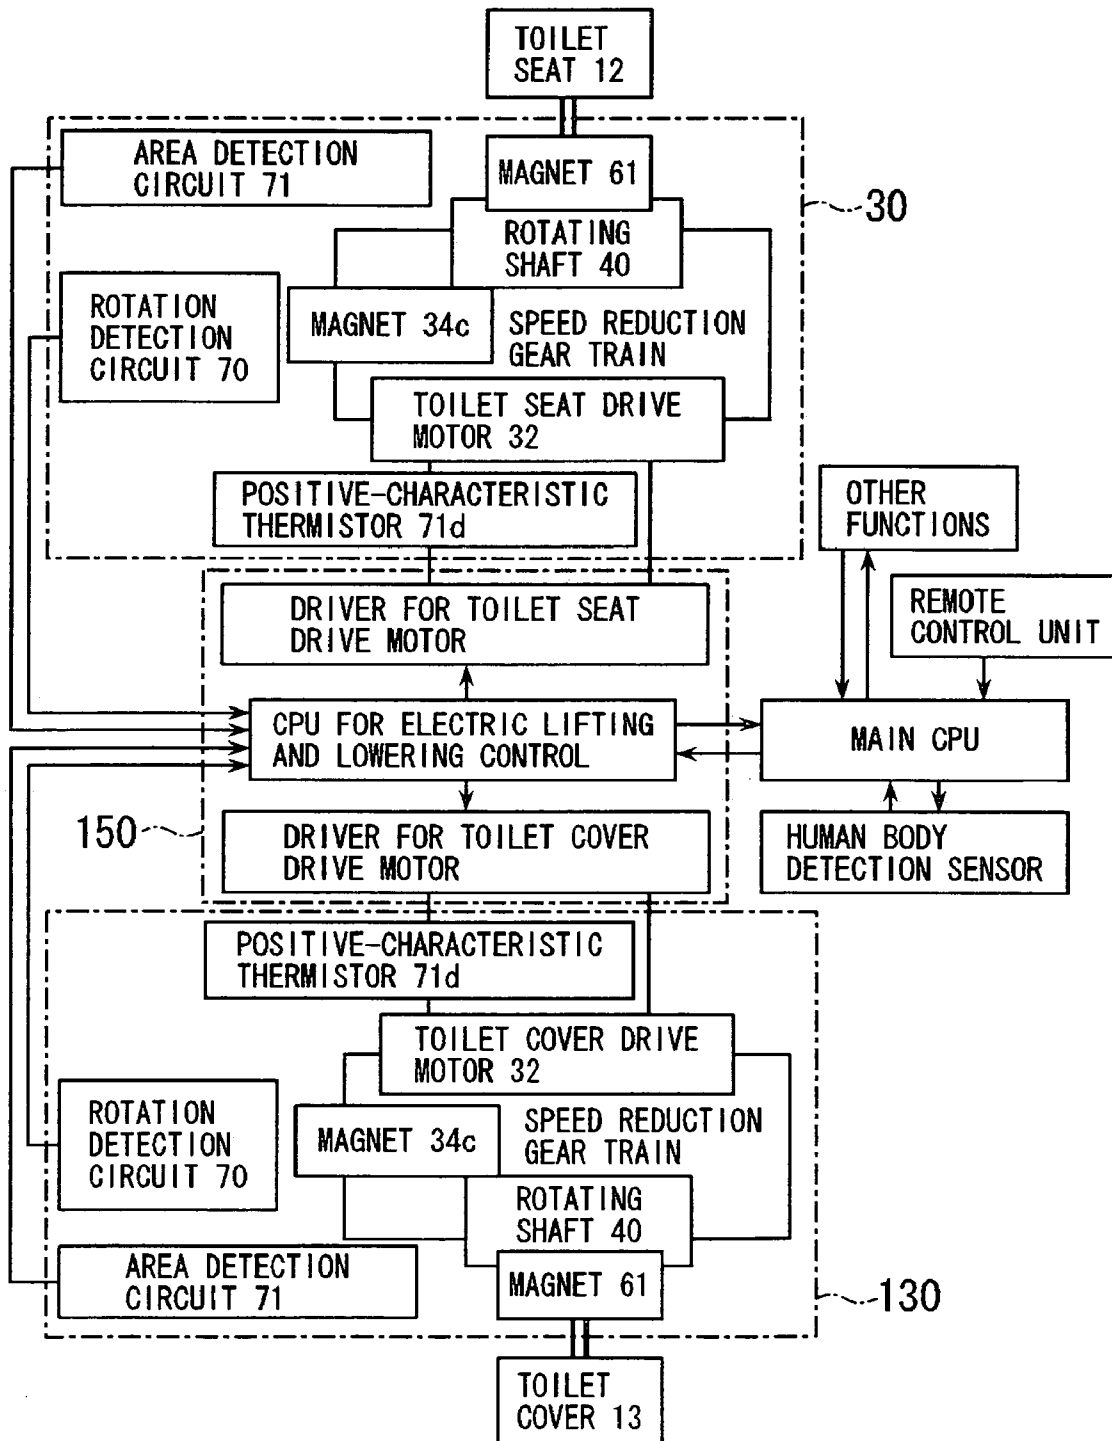 TOILET
SEAT 12
AREA DETECTION
CIRCUIT 71
MAGNET 61
30
ROTATING
SHAFT 40
ROTATION
DETECTION
CIRCUIT 70
MAGNET 34c
SPEED REDUCTION
GEAR TRAIN
TOILET SEAT DRIVE
MOTOR 32
POSITIVE-CHARACTERISTIC
THERMISTOR 71d
OTHER
FUNCTIONS
DRIVER FOR TOILET SEAT
DRIVE MOTOR
REMOTE
CONTROL UNIT
CPU FOR ELECTRIC LIFTING
AND LOWERING CONTROL
MAIN CPU
150
DRIVER FOR TOILET COVER
DRIVE MOTOR
HUMAN BODY
DETECTION SENSOR
POSITIVE-CHARACTERISTIC
THERMISTOR 71d
TOILET COVER DRIVE
MOTOR 32
ROTATION
DETECTION
CIRCUIT 70
MAGNET 34c
SPEED REDUCTION
GEAR TRAIN
ROTATING
SHAFT 40
AREA DETECTION
CIRCUIT 71
MAGNET 61
130
TOILET
COVER 13